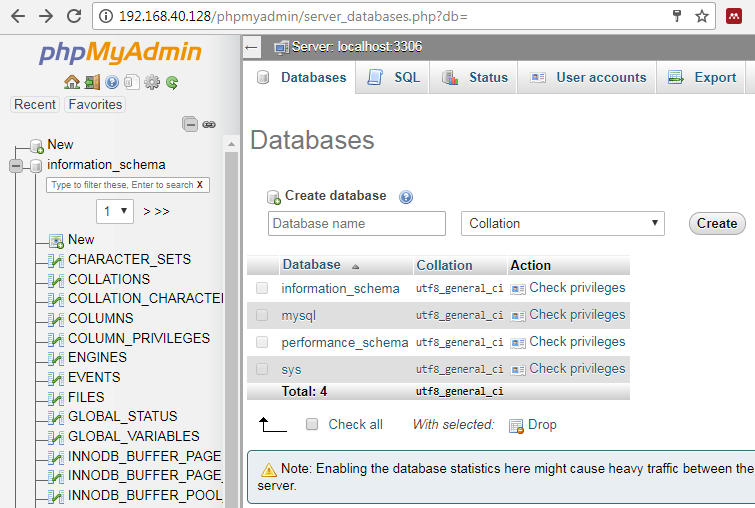 192.168.40.128/phpmyadmin/server_databases.php?db=
phpMyAdmin
Recent Favorites
New
information_schema
Type to filter these, Enter to search X
1 > >>
New
CHARACTER_SETS
COLLATIONS
COLLATION_CHARACTE
COLUMNS
COLUMN_PRIVILEGES
ENGINES
EVENTS
FILES
GLOBAL_STATUS
GLOBAL_VARIABLES
INNODB_BUFFER_PAGE
INNODB_BUFFER_PAGE_
INNODB_BUFFER_POOL_
Server: localhost:3306
Databases SQL Status User accounts Export
Databases
Create database
Database name Collation Create
Database Collation Action
information_schema utf8_general_ci Check privileges
mysql utf8_general_ci Check privileges
performance_schema utf8_general_ci Check privileges
sys utf8_general_ci Check privileges
Total: 4 utf8_general_ci
Check all With selected: Drop
Note: Enabling the database statistics here might cause heavy traffic between the
server.